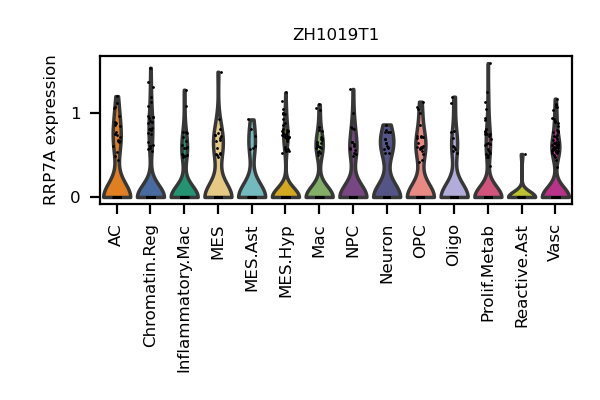 ZH1019T1
RRP7A expression
1
0
AC
Chromatin.Reg
Inflammatory.Mac
MES
MES.Ast
MES.Hyp
Mac
NPC
Neuron
OPC
Oligo
Prolif.Metab
Reactive.Ast
Vasc